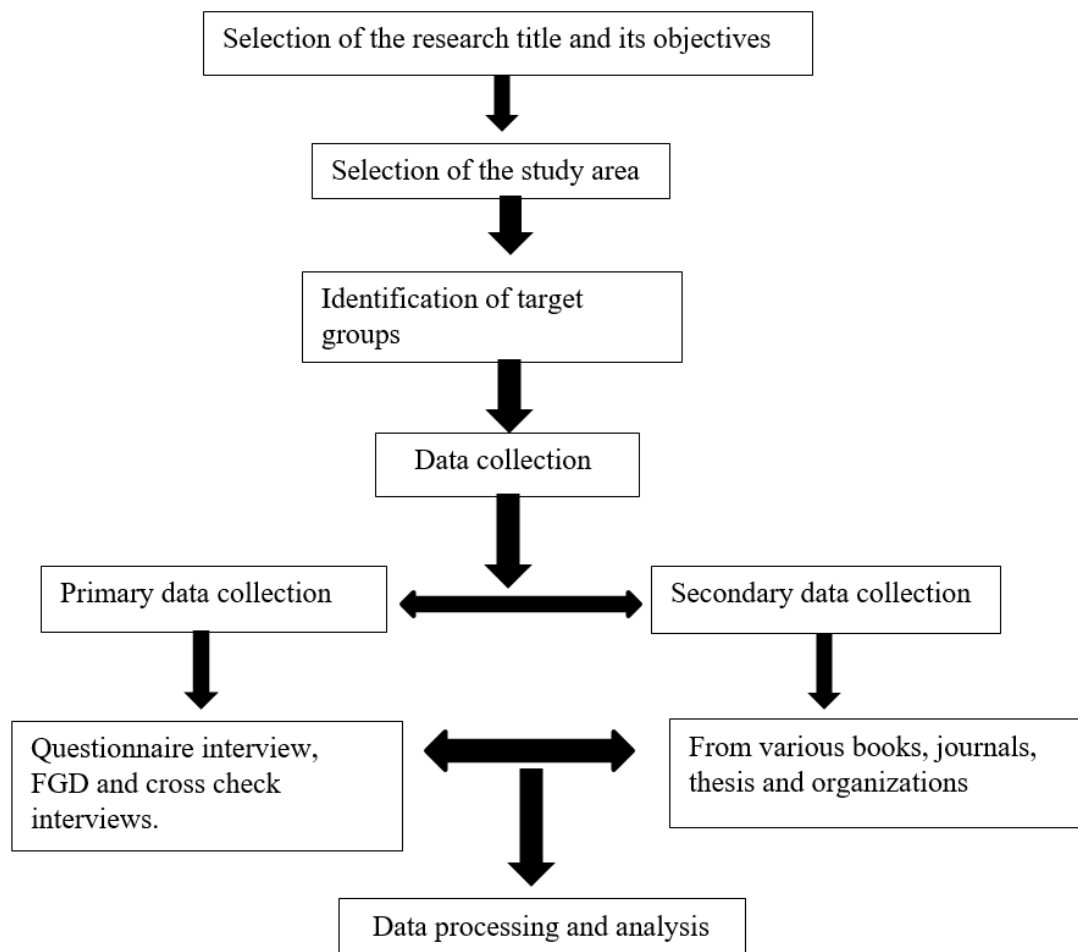 Selection of the research title and its objectives
Selection of the study area
Identification of target
groups
Data collection
Primary data collection
Secondary data collection
Questionnaire interview,
FGD and cross check
interviews.
From various books, journals,
thesis and organizations
Data processing and analysis